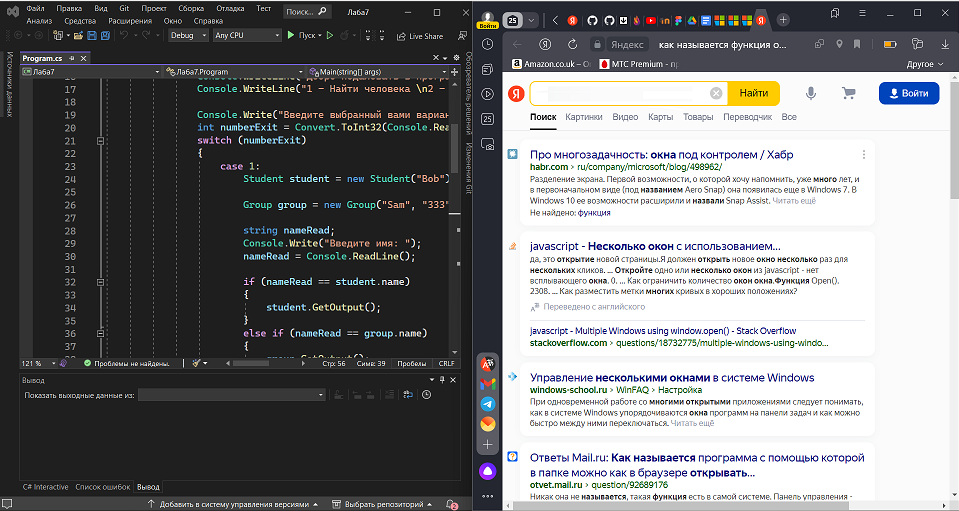 Файл Правка Вид Git Проект Сборка Отладка Тест Поиск... Лаба7
Анализ Средства Расширения Окно Справка
Debug Any CPU Пуск Live Share
Program.cs
Лаба7 Лаба7.Program Main(string[] args)
Источники данных
Обозреватель решений Изменения Git
17 Console.WriteLine("1 – Найти человека \n2 –
18
19 Console.Write("Введите выбранный вами вариан
20 int numberExit = Convert.ToInt32(Console.Rea
21 switch (numberExit)
22 {
23 case 1:
24 Student student = new Student("Bob")
25
26 Group group = new Group("Sam", "333"
27
28 string nameRead;
29 Console.Write("Введите имя: ");
30 nameRead = Console.ReadLine();
31
32 if (nameRead == student.name)
33 {
34 student.GetOutput();
35 }
36 else if (nameRead == group.name)
37 {
121 % Проблемы не найдены. Стр: 56 Симв: 39 Пробелы CRLF
Вывод
Показать выходные данные из:
C# Interactive Список ошибок Вывод
Добавить в систему управления версиями Выбрать репозиторий 2
Войти
25
Яндекс как называется функция о...
Amazon.co.uk – О МТС Premium - пр Другое
25
Я Найти Войти
Поиск Картинки Видео Карты Товары Переводчик Все
Про многозадачность: окна под контролем / Хабр
habr.com › ru/company/microsoft/blog/498962/
Разделение экрана. Первой возможности, о которой хочу напомнить, уже много лет, и
в первоначальном виде (под названием Aero Snap) она появилась еще в Windows 7. В
Windows 10 ее возможности расширили и назвали Snap Assist. Читать ещё
Не найдено: функция
javascript - Несколько окон с использованием...
да, это открытие новой страницы.Я должен открыть новое окно несколько раз для
нескольких кликов. ... Откройте одно или несколько окон из javascript - нет
всплывающего окна. 0. ... Как ограничить количество окон окна.Функция Open().
2308. ... Как разместить метки многих кривых в хороших положениях?
Переведено с английского
javascript - Multiple Windows using window.open() - Stack Overflow
stackoverflow.com › questions/18732775/multiple-windows-using-windo...
Управление несколькими окнами в системе Windows
windows-school.ru › WinFAQ › Настройка
При одновременной работе со многими открытыми приложениями следует понимать,
как в системе Windows упорядочиваются окна программ на панели задач и как можно
быстро между ними переключаться. Читать ещё
Ответы Mail.ru: Как называется программа с помощью которой
в папке можно как в браузере открывать...
otvet.mail.ru › question/92689176
Никак она не называется, такая функция есть в самой системе. Панель управления -